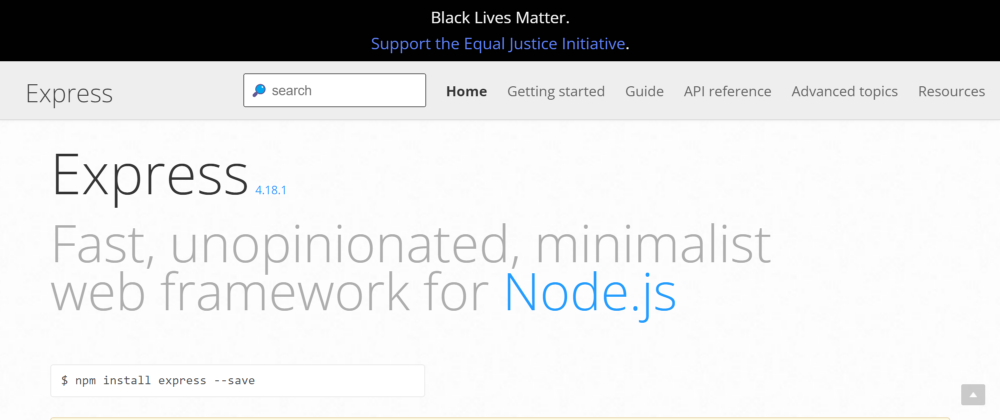 Black Lives Matter.
Support the Equal Justice Initiative.
Express
search
Home
Getting started
Guide
API reference
Advanced topics
Resources
Express 4.18.1
Fast, unopinionated, minimalist
web framework for Node.js
$ npm install express --save